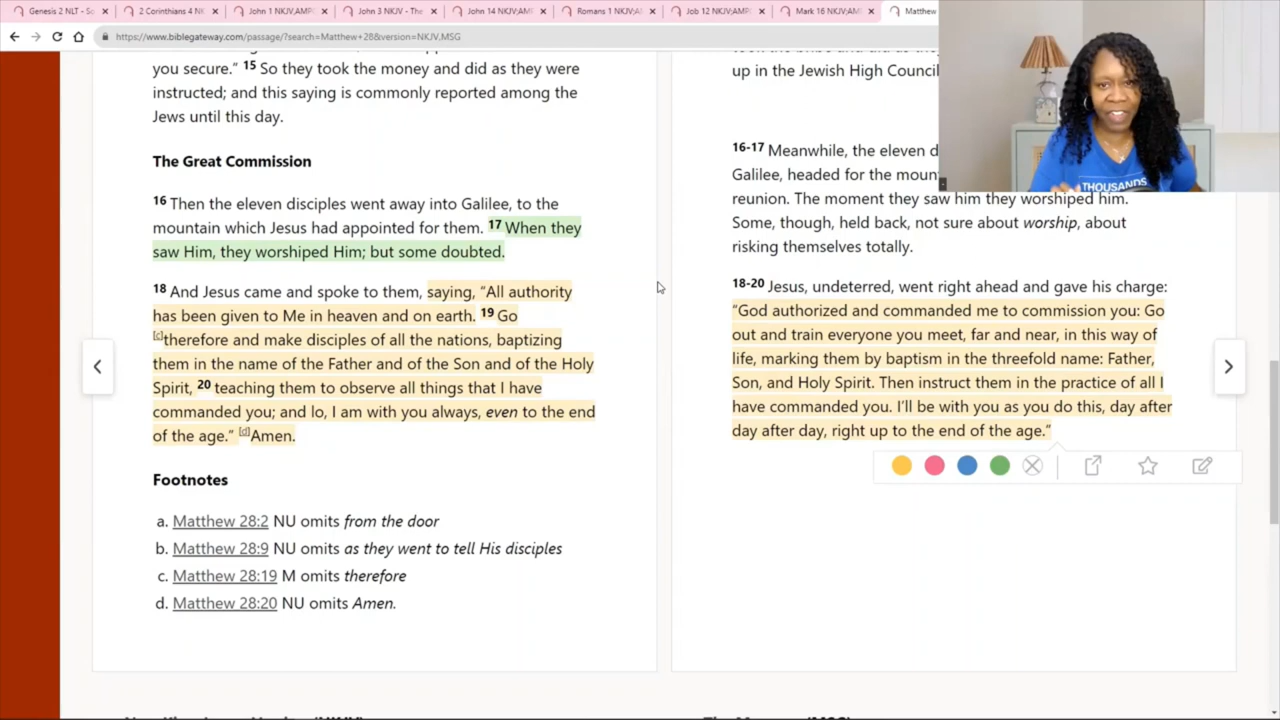 Genesis 2 NLT - So
2 Corinthians 4 NK
John 1 NKJV;AMPC
John 3 NKJV - The
John 14 NKJV;AMP
Romans 1 NKJV;AM
Job 12 NKJV;AMPC
Mark 16 NKJV;AM
Matthew
https://www.biblegateway.com/passage/?search=Matthew+28&version=NKJV,MSG
you secure.” 15 So they took the money and did as they were
instructed; and this saying is commonly reported among the
Jews until this day.
The Great Commission
16 Then the eleven disciples went away into Galilee, to the
mountain which Jesus had appointed for them. 17 When they
saw Him, they worshiped Him; but some doubted.
18 And Jesus came and spoke to them, saying, “All authority
has been given to Me in heaven and on earth. 19 Go
[c]therefore and make disciples of all the nations, baptizing
them in the name of the Father and of the Son and of the Holy
Spirit, 20 teaching them to observe all things that I have
commanded you; and lo, I am with you always, even to the end
of the age.” [d]Amen.
Footnotes
a. Matthew 28:2 NU omits from the door
b. Matthew 28:9 NU omits as they went to tell His disciples
c. Matthew 28:19 M omits therefore
d. Matthew 28:20 NU omits Amen.
up in the Jewish High Council
16-17 Meanwhile, the eleven d
Galilee, headed for the moun
reunion. The moment they saw him they worshiped him.
Some, though, held back, not sure about worship, about
risking themselves totally.
18-20 Jesus, undeterred, went right ahead and gave his charge:
“God authorized and commanded me to commission you: Go
out and train everyone you meet, far and near, in this way of
life, marking them by baptism in the threefold name: Father,
Son, and Holy Spirit. Then instruct them in the practice of all I
have commanded you. I’ll be with you as you do this, day after
day after day, right up to the end of the age.”
THOUSANDS